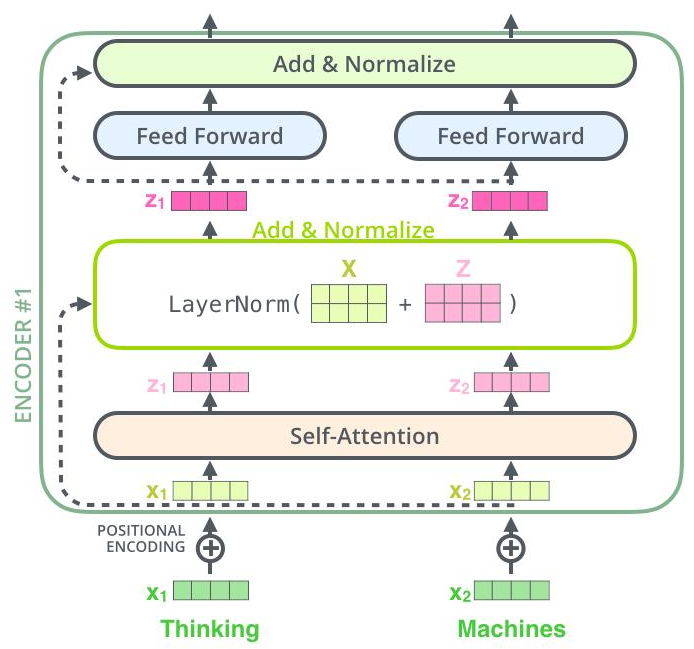 Add & Normalize
Feed Forward
Feed Forward
z1
z2
Add & Normalize
X
Z
LayerNorm(
+
)
ENCODER #1
z1
z2
Self-Attention
x1
x2
POSITIONAL
ENCODING
x1
x2
Thinking
Machines